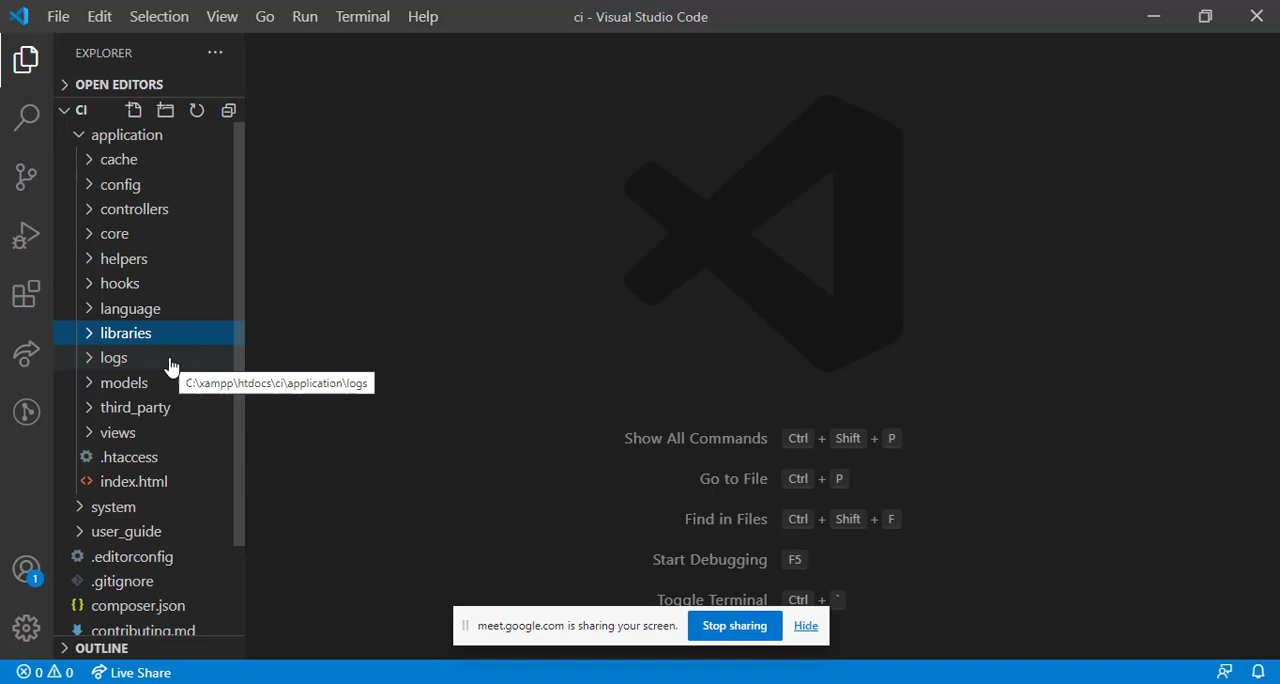 File Edit Selection View Go Run Terminal Help ci - Visual Studio Code
EXPLORER
OPEN EDITORS
CI
application
cache
config
controllers
core
helpers
hooks
language
libraries
logs
C:\xampp\htdocs\ci\application\logs
models
third_party
views
.htaccess
index.html
system
user_guide
.editorconfig
.gitignore
composer.json
contributing.md
OUTLINE
Show All Commands Ctrl + Shift + P
Go to File Ctrl + P
Find in Files Ctrl + Shift + F
Start Debugging F5
Toggle Terminal Ctrl + `
meet.google.com is sharing your screen. Stop sharing Hide
1
0 0 Live Share